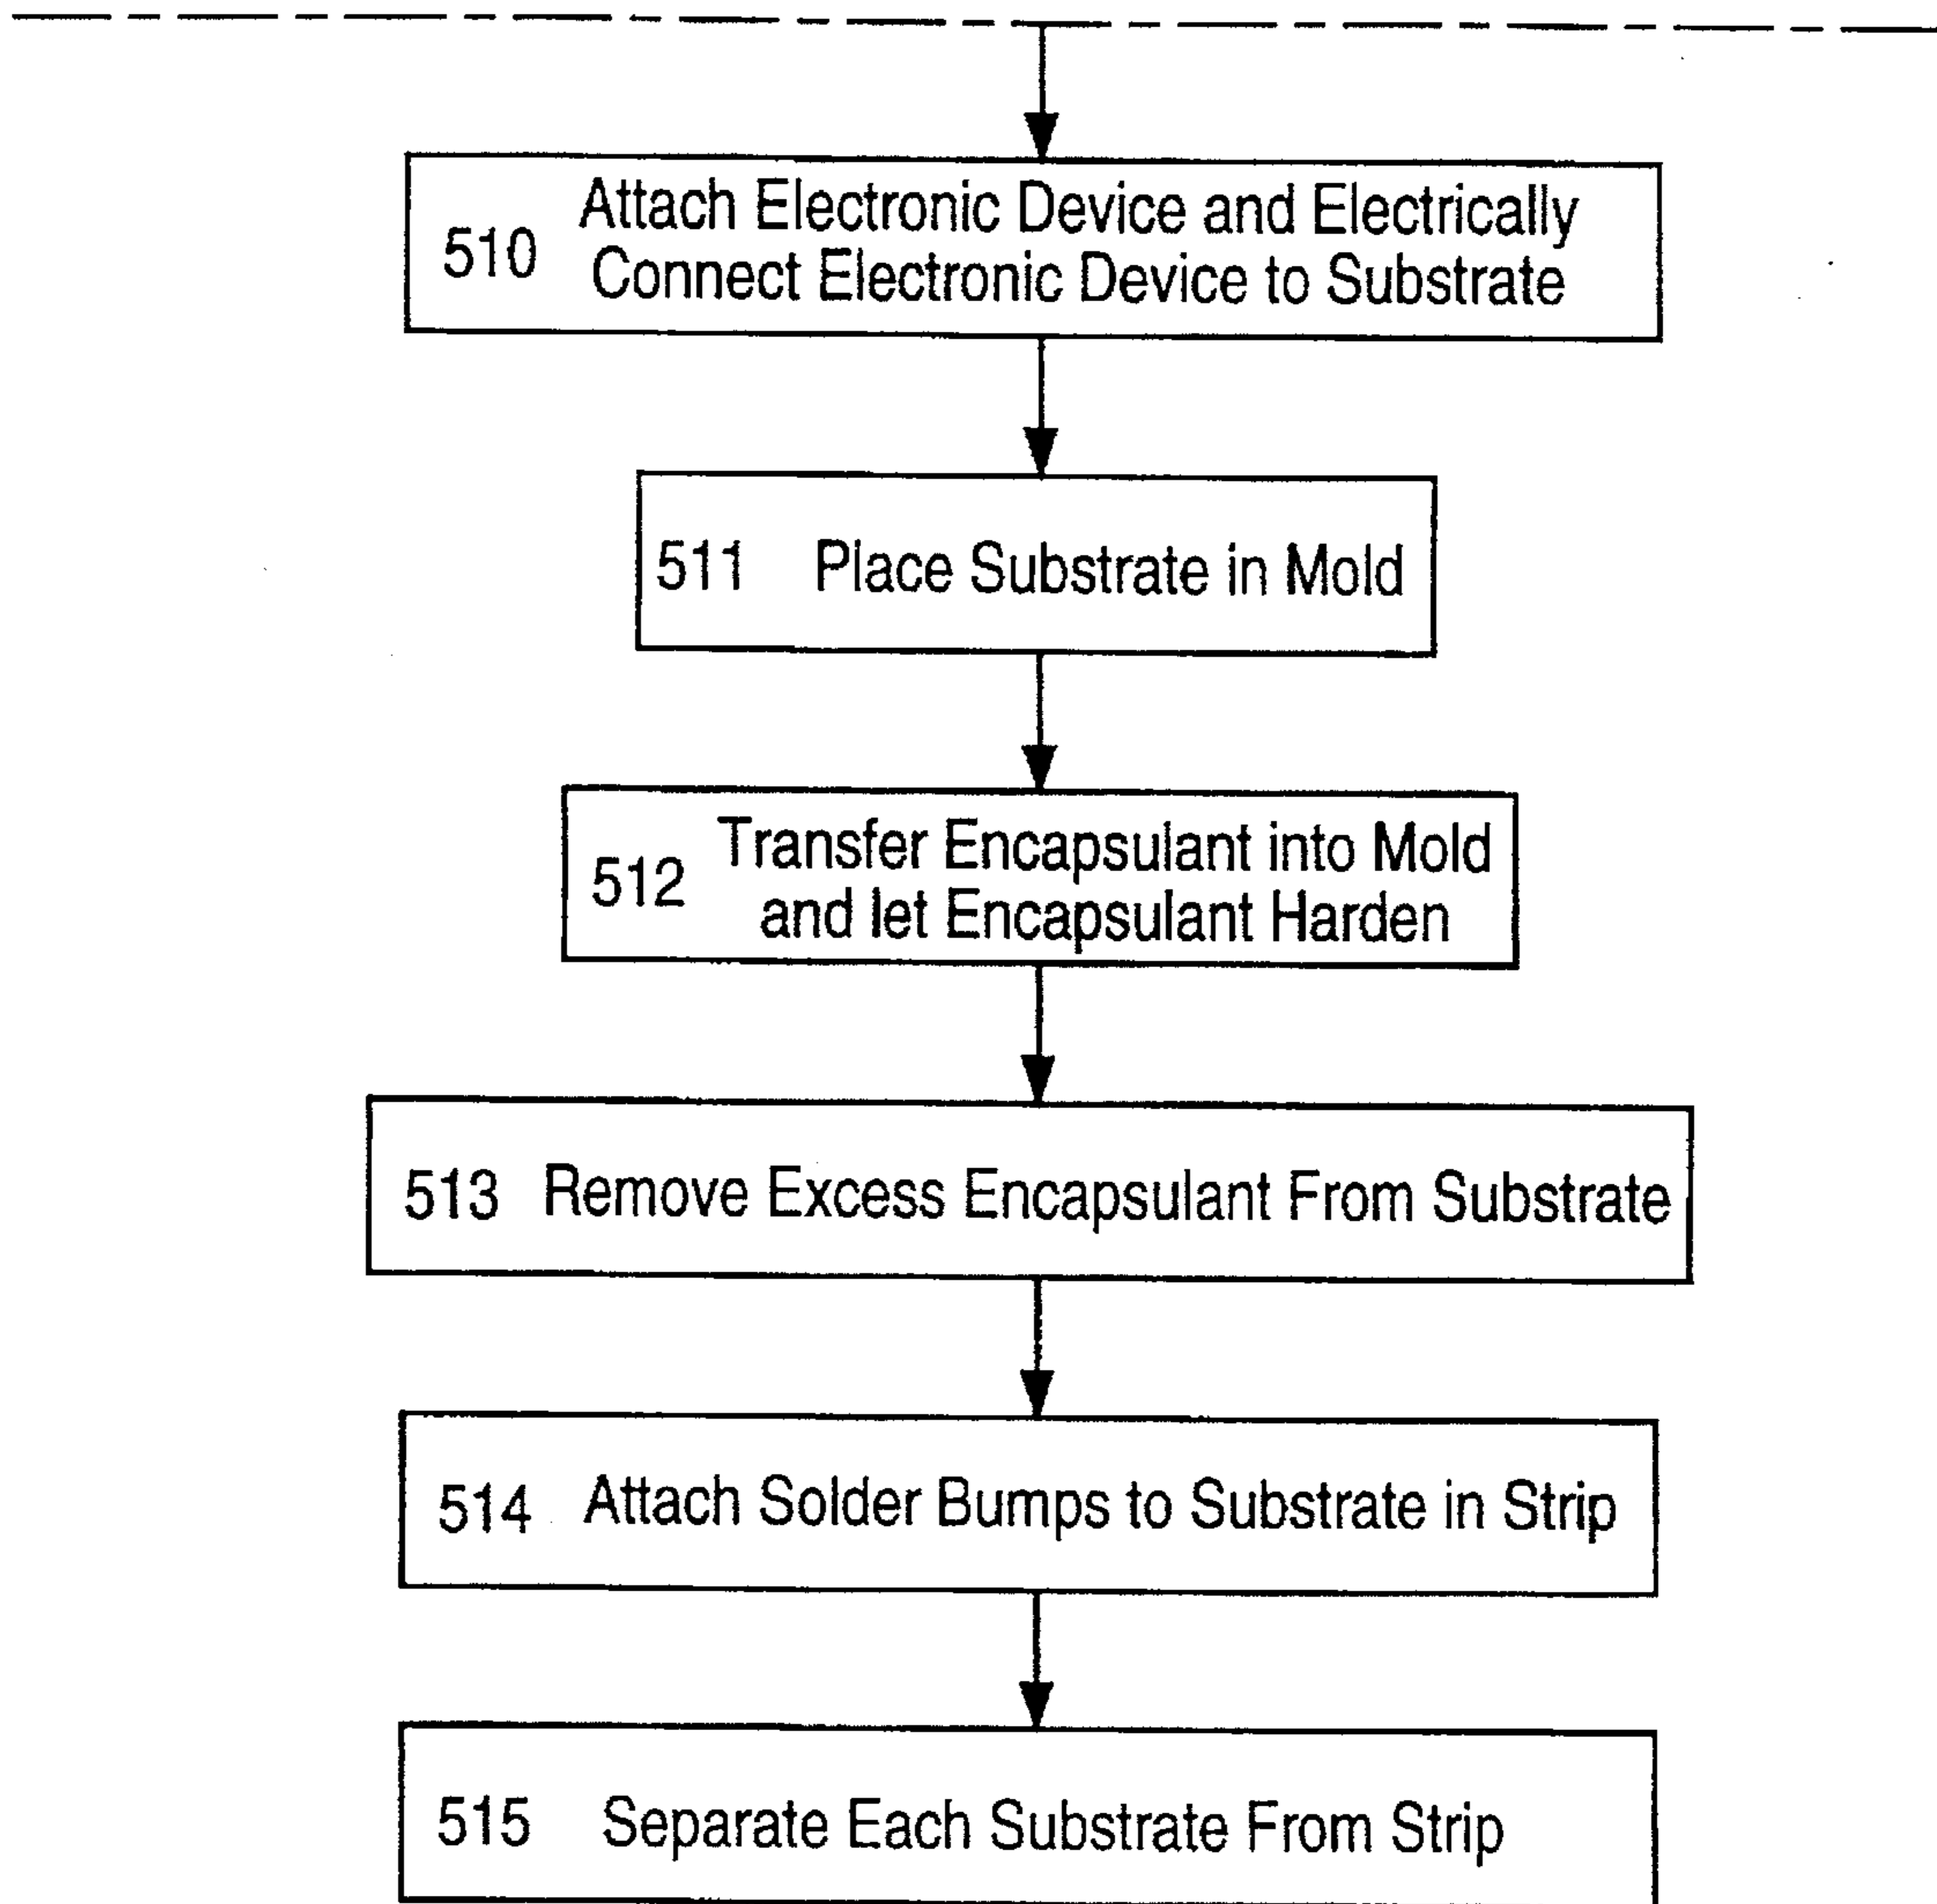 510 Attach Electronic Device and Electrically
Connect Electronic Device to Substrate
511 Place Substrate in Mold
512 Transfer Encapsulant into Mold
and let Encapsulant Harden
513 Remove Excess Encapsulant From Substrate
514 Attach Solder Bumps to Substrate in Strip
515 Separate Each Substrate From Strip